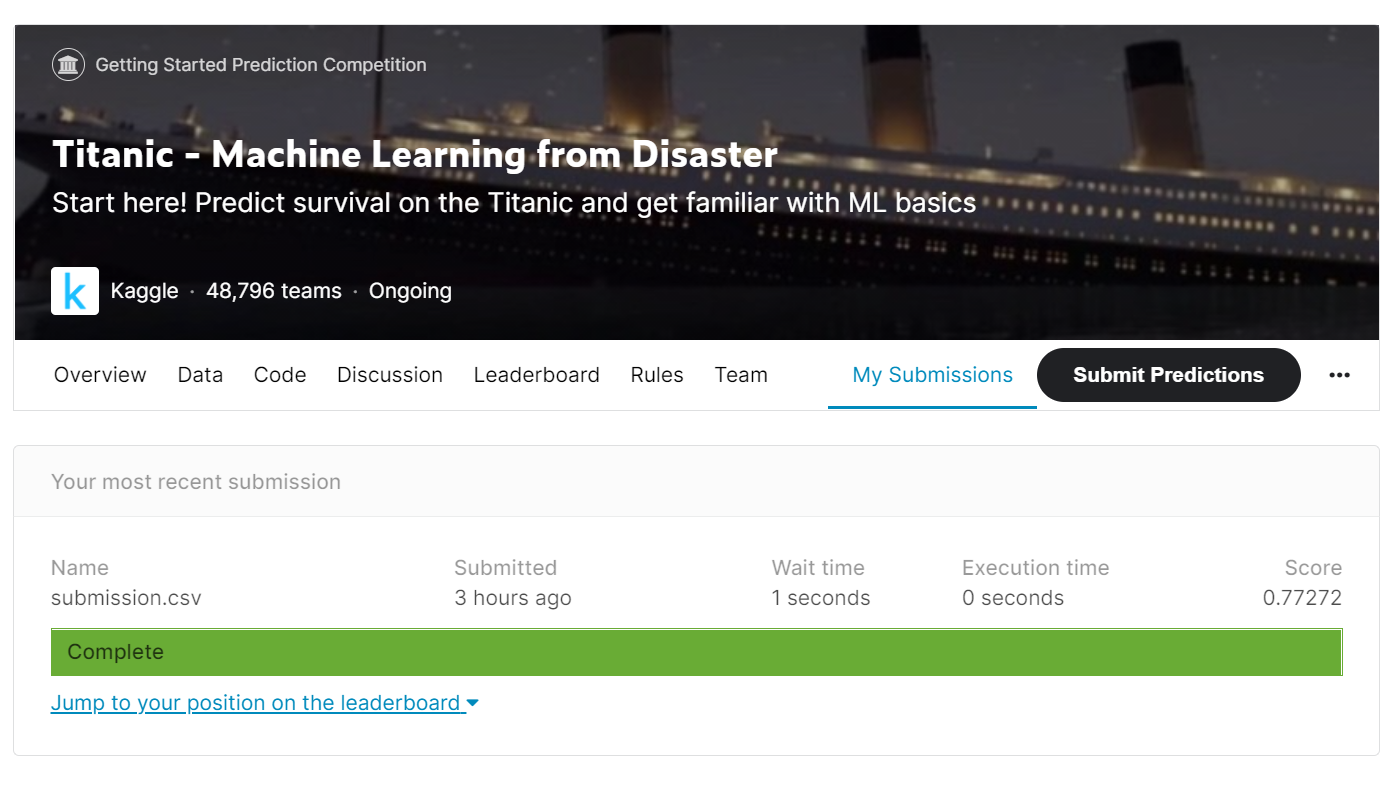 Getting Started Prediction Competition
Titanic - Machine Learning from Disaster
Start here! Predict survival on the Titanic and get familiar with ML basics
k Kaggle · 48,796 teams · Ongoing
Overview Data Code Discussion Leaderboard Rules Team My Submissions Submit Predictions ...
Your most recent submission
Name Submitted Wait time Execution time Score
submission.csv 3 hours ago 1 seconds 0 seconds 0.77272
Complete
Jump to your position on the leaderboard